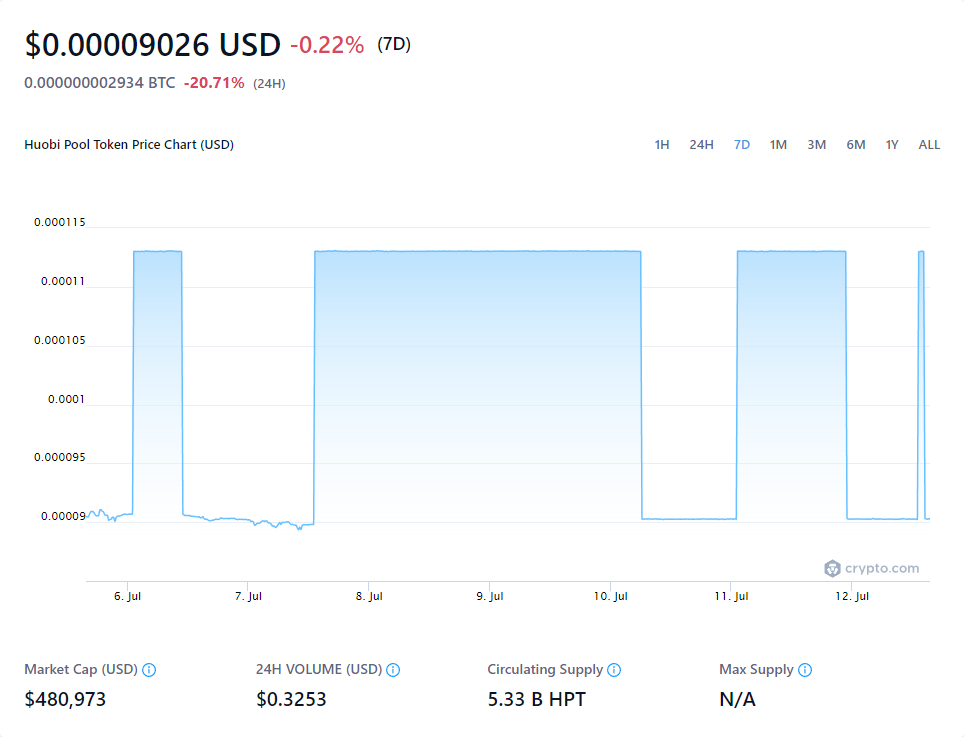 $0.00009026 USD -0.22% (7D)
0.000000002934 BTC -20.71% (24H)
Huobi Pool Token Price Chart (USD)
1H 24H 7D 1M 3M 6M 1Y ALL
0.000115
0.00011
0.000105
0.0001
0.000095
0.00009
crypto.com
6. Jul 7. Jul 8. Jul 9. Jul 10. Jul 11. Jul 12. Jul
Market Cap (USD) 24H VOLUME (USD) Circulating Supply Max Supply
$480,973 $0.3253 5.33 B HPT N/A